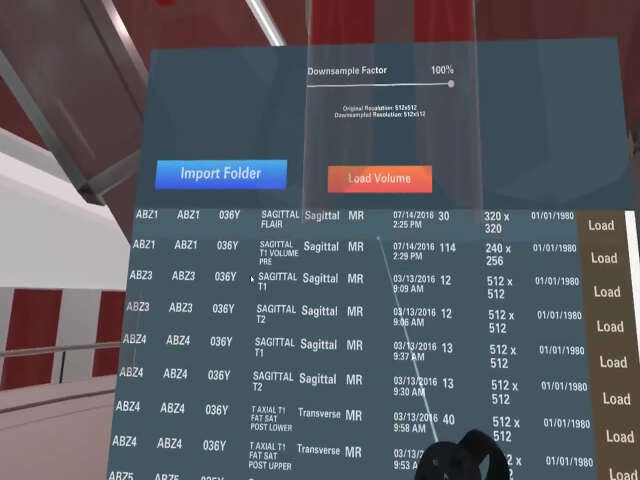 Downsample Factor 100%
Original Resolution: 512x512
Downsampled Resolution: 512x512
Import Folder
Load Volume
ABZ1 ABZ1 036Y SAGITTAL FLAIR Sagittal MR 07/14/2016 2:25 PM 30 320 x 320 01/01/1980 Load
ABZ1 ABZ1 036Y SAGITTAL T1 VOLUME PRE Sagittal MR 07/14/2016 2:29 PM 114 240 x 256 01/01/1980 Load
ABZ3 ABZ3 036Y SAGITTAL T1 Sagittal MR 03/13/2016 9:09 AM 12 512 x 512 01/01/1980 Load
ABZ3 ABZ3 036Y SAGITTAL T2 Sagittal MR 03/13/2016 9:06 AM 12 512 x 512 01/01/1980 Load
ABZ4 ABZ4 036Y SAGITTAL T1 Sagittal MR 03/13/2016 9:37 AM 13 512 x 512 01/01/1980 Load
ABZ4 ABZ4 036Y SAGITTAL T2 Sagittal MR 03/13/2016 9:30 AM 13 512 x 512 01/01/1980 Load
ABZ4 ABZ4 036Y T AXIAL T1 FAT SAT POST LOWER Transverse MR 03/13/2016 9:58 AM 40 512 x 512 01/01/1980 Load
ABZ4 ABZ4 036Y T AXIAL T1 FAT SAT POST UPPER Transverse MR 9:53 x 01/01/1980 Load